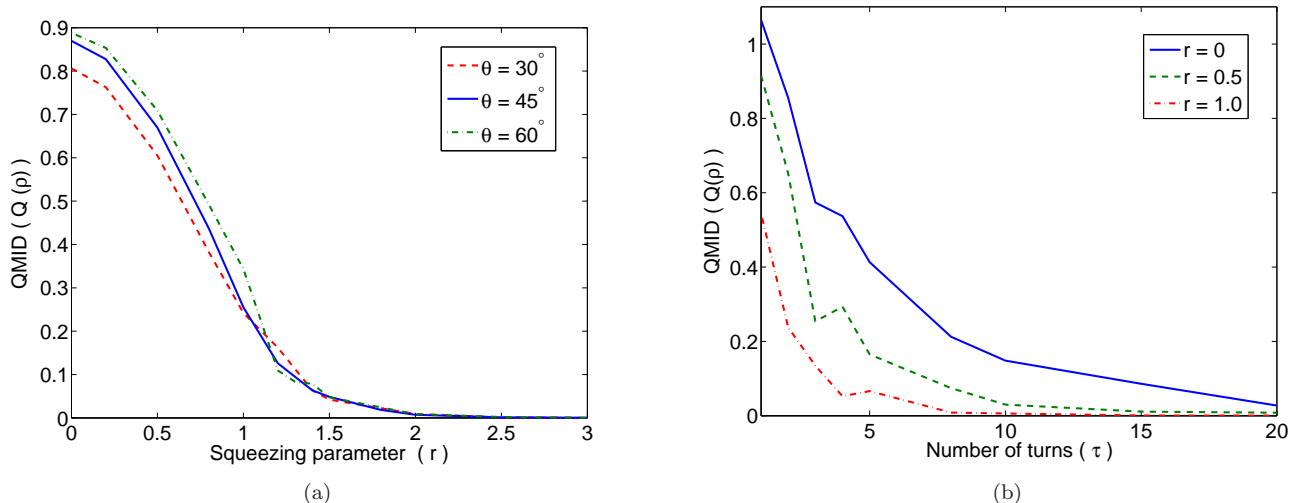 0.9
0.8
0.7
0.6
0.5
0.4
0.3
0.2
0.1
0
QMID ( Q (ρ))
0 0.5 1 1.5 2 2.5 3
Squeezing parameter ( r )
θ = 30°
θ = 45°
θ = 60°
(a)
1
0.8
0.6
0.4
0.2
0
QMID ( Q(ρ) )
5 10 15 20
Number of turns ( τ )
r = 0
r = 0.5
r = 1.0
(b)